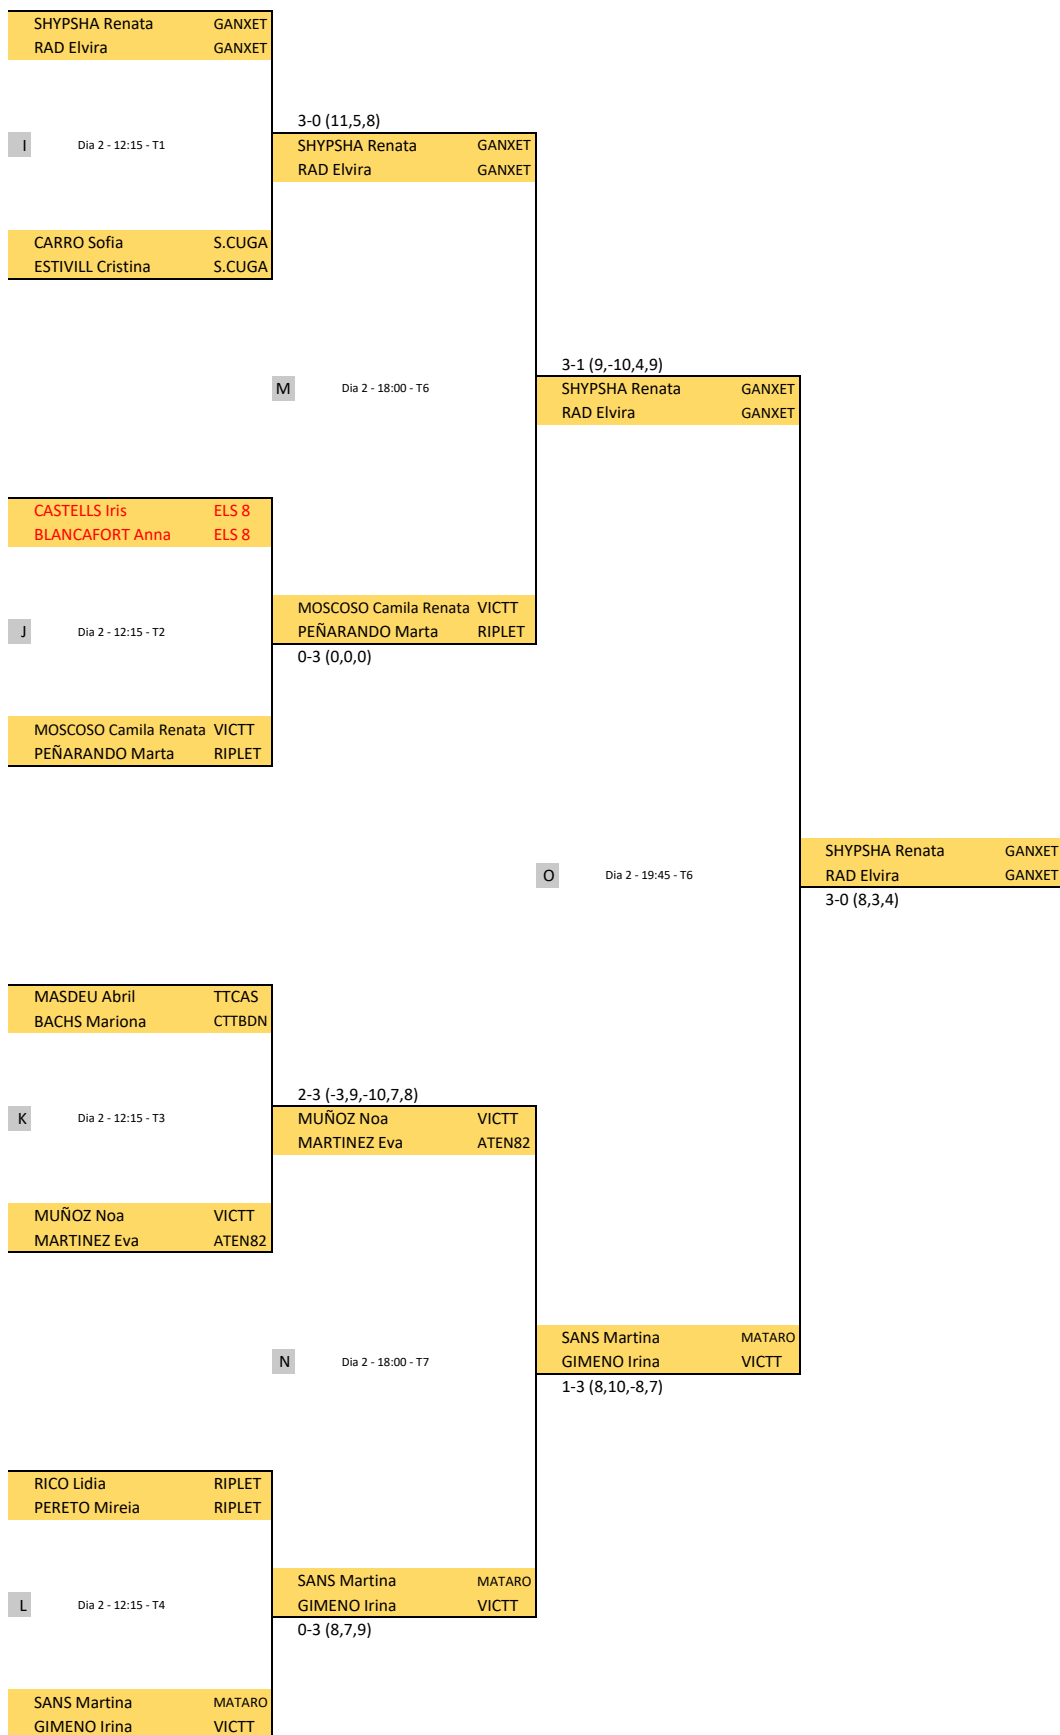 SHYPSHA Renata GANXET
RAD Elvira GANXET
3-0 (11,5,8)
I Dia 2 - 12:15 - T1
SHYPSHA Renata GANXET
RAD Elvira GANXET
CARRO Sofia S.CUGA
ESTIVILL Cristina S.CUGA
3-1 (9,-10,4,9)
M Dia 2 - 18:00 - T6
SHYPSHA Renata GANXET
RAD Elvira GANXET
CASTELLS Iris ELS 8
BLANCAFORT Anna ELS 8
MOSCOSO Camila Renata VICTT
J Dia 2 - 12:15 - T2
PEÑARANDO Marta RIPLET
0-3 (0,0,0)
MOSCOSO Camila Renata VICTT
PEÑARANDO Marta RIPLET
SHYPSHA Renata GANXET
O Dia 2 - 19:45 - T6
RAD Elvira GANXET
3-0 (8,3,4)
MASDEU Abril TTCAS
BACHS Mariona CTTBDN
2-3 (-3,9,-10,7,8)
K Dia 2 - 12:15 - T3
MUÑOZ Noa VICTT
MARTINEZ Eva ATEN82
MUÑOZ Noa VICTT
MARTINEZ Eva ATEN82
SANS Martina MATARO
N Dia 2 - 18:00 - T7
GIMENO Irina VICTT
1-3 (8,10,-8,7)
RICO Lidia RIPLET
PERETO Mireia RIPLET
SANS Martina MATARO
L Dia 2 - 12:15 - T4
GIMENO Irina VICTT
0-3 (8,7,9)
SANS Martina MATARO
GIMENO Irina VICTT